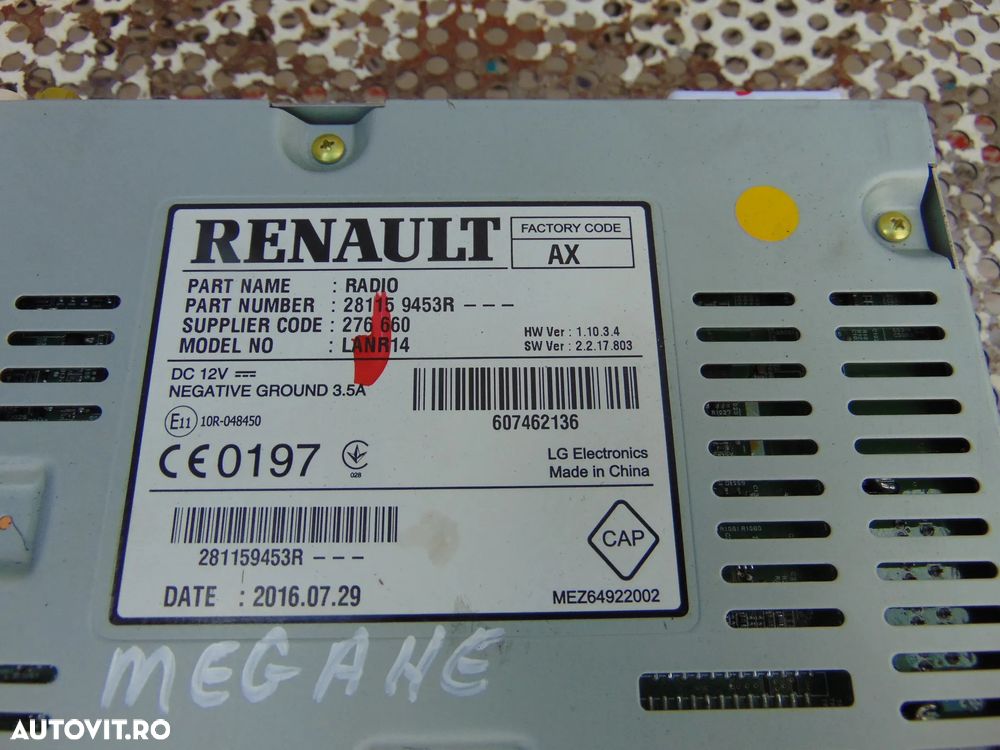 RENAULT
FACTORY CODE
AX
PART NAME : RADIO
PART NUMBER : 281159453R - - -
SUPPLIER CODE : 276 660
MODEL NO : LANR14
HW Ver : 1.10.3.4
SW Ver : 2.2.17.803
DC 12V
NEGATIVE GROUND 3.5A
607462136
E11 10R-048450
LG Electronics
Made in China
CE0197
028
281159453R - - -
CAP
DATE : 2016.07.29
MEZ64922002
MEGANE
AUTOVIT.RO